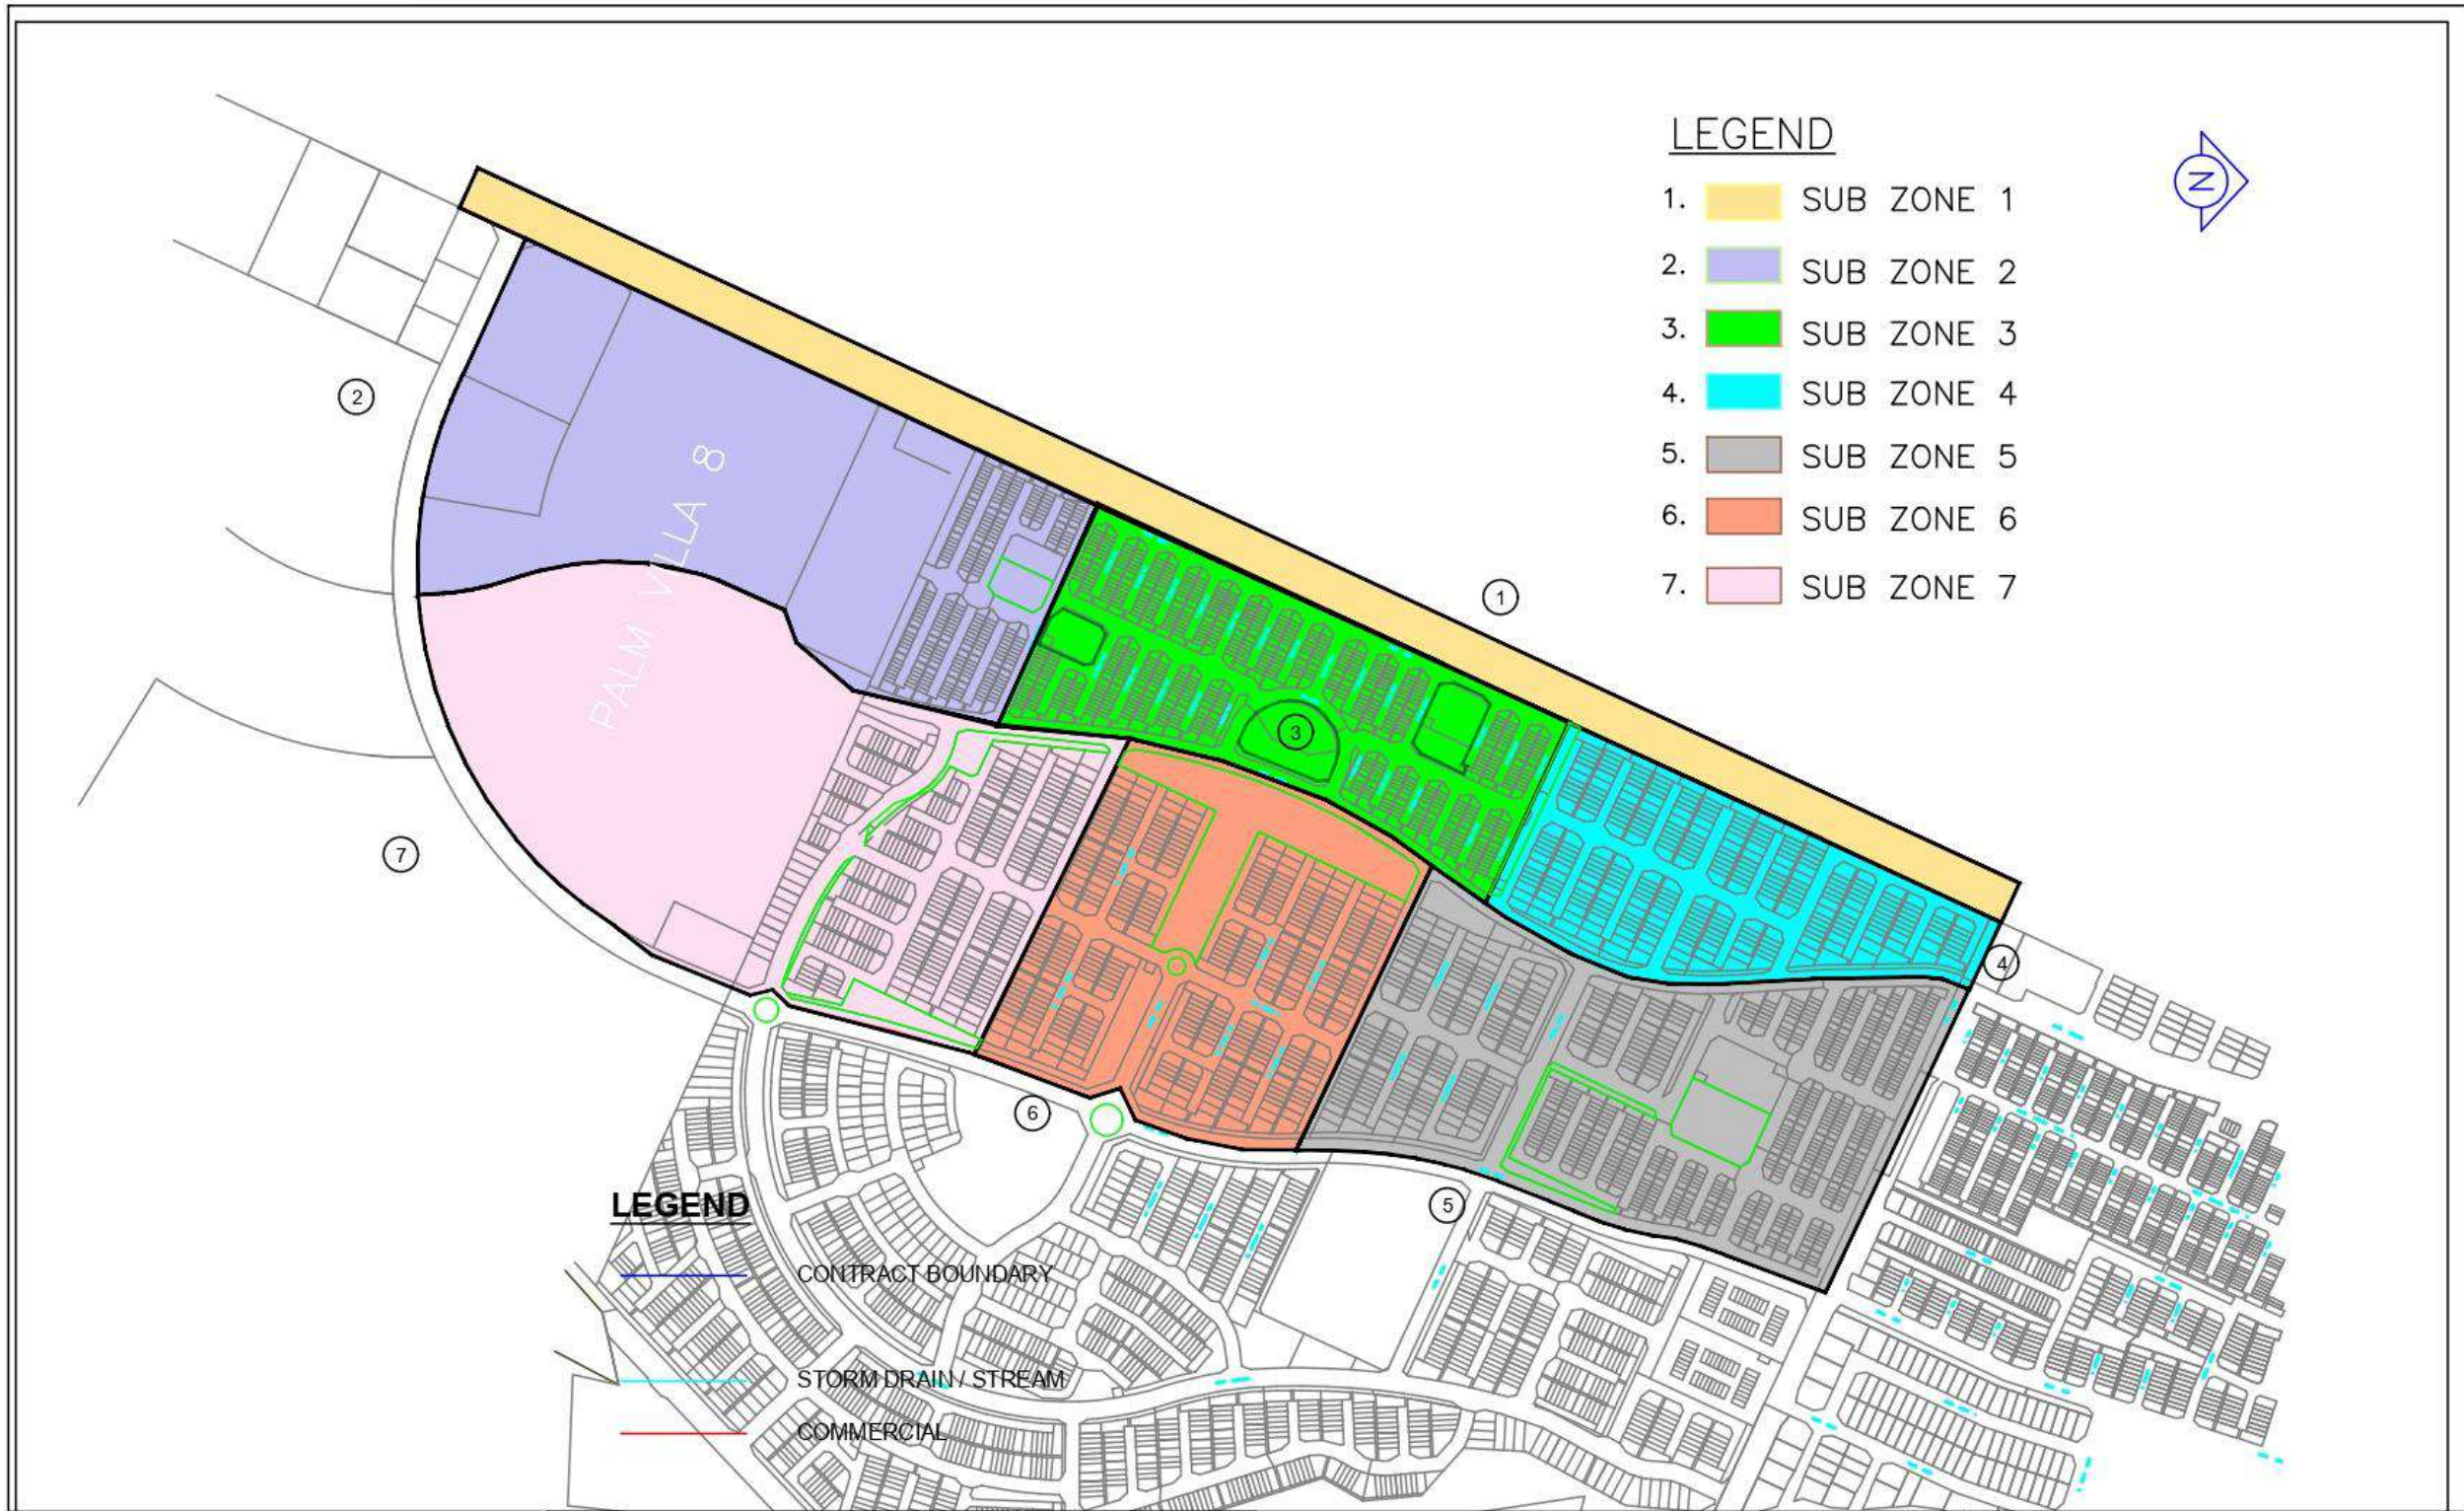 LEGEND
1. SUB ZONE 1
2. SUB ZONE 2
3. SUB ZONE 3
4. SUB ZONE 4
5. SUB ZONE 5
6. SUB ZONE 6
7. SUB ZONE 7
N
2
PALM VILLA 8
1
3
7
4
6
5
LEGEND
CONTRACT BOUNDARY
STORM DRAIN / STREAM
COMMERCIAL